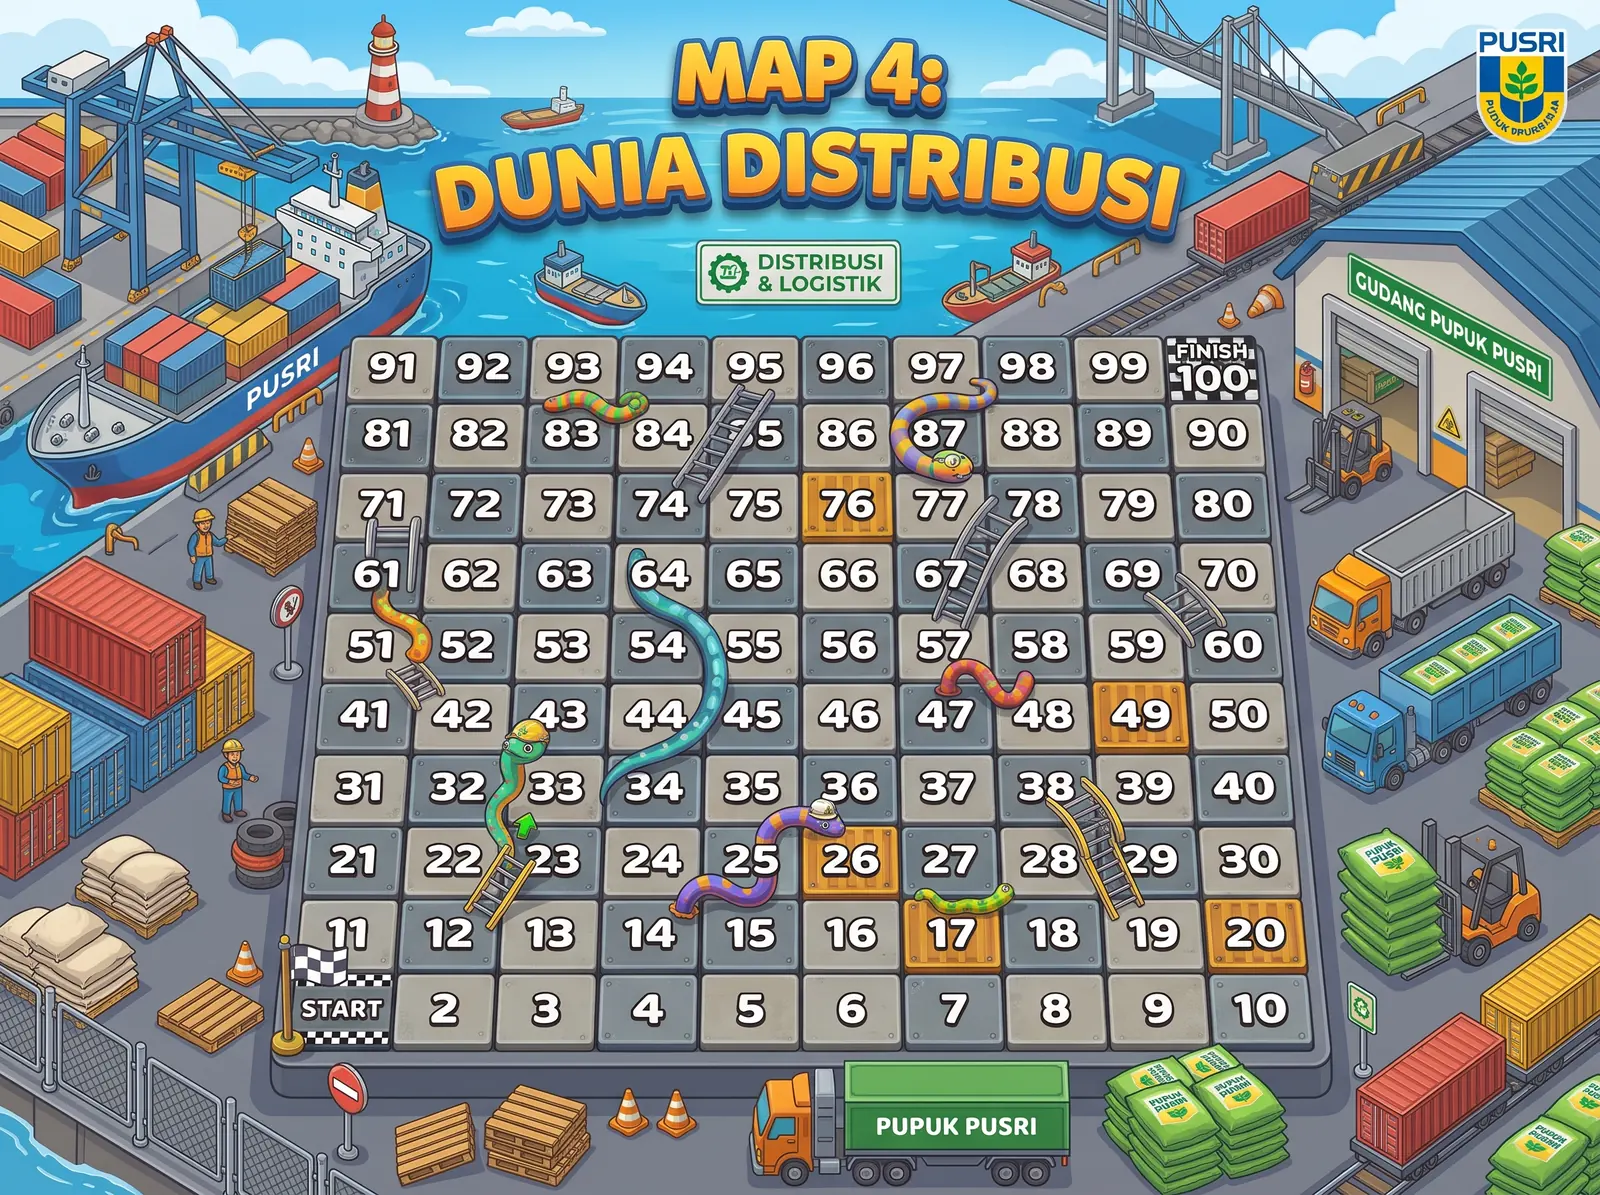 MAP 4:
DUNIA DISTRIBUSI
PUSRI
DISTRIBUSI
& LOGISTIK
GUDANG PUPUK PUSRI
PUSRI
91 92 93 94 95 96 97 98 99 FINISH 100
81 82 83 84 85 86 87 88 89 90
71 72 73 74 75 76 77 78 79 80
61 62 63 64 65 66 67 68 69 70
51 52 53 54 55 56 57 58 59 60
41 42 43 44 45 46 47 48 49 50
31 32 33 34 35 36 37 38 39 40
21 22 23 24 25 26 27 28 29 30
11 12 13 14 15 16 17 18 19 20
START 2 3 4 5 6 7 8 9 10
PUPUK
PUSRI
PUPUK PUSRI
PUPUK
PUSRI